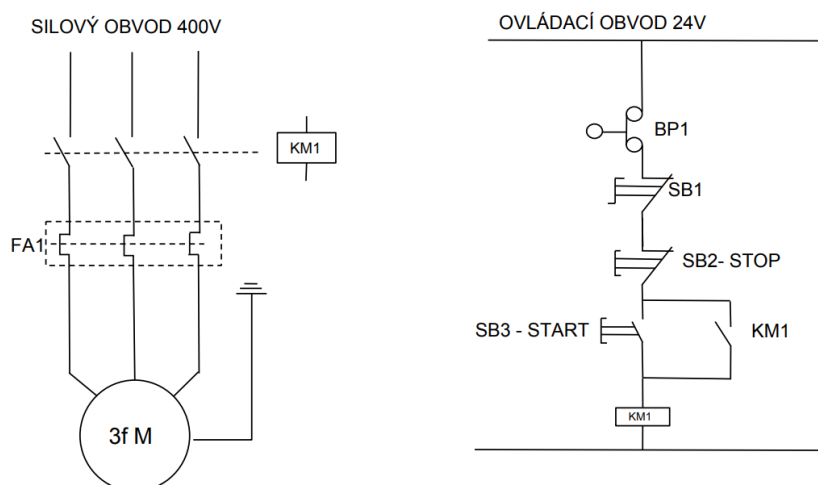 SILOVÝ OBVOD 400V
KM1
FA1
3f M
OVLÁDACÍ OBVOD 24V
BP1
SB1
SB2- STOP
SB3 - START
KM1
KM1